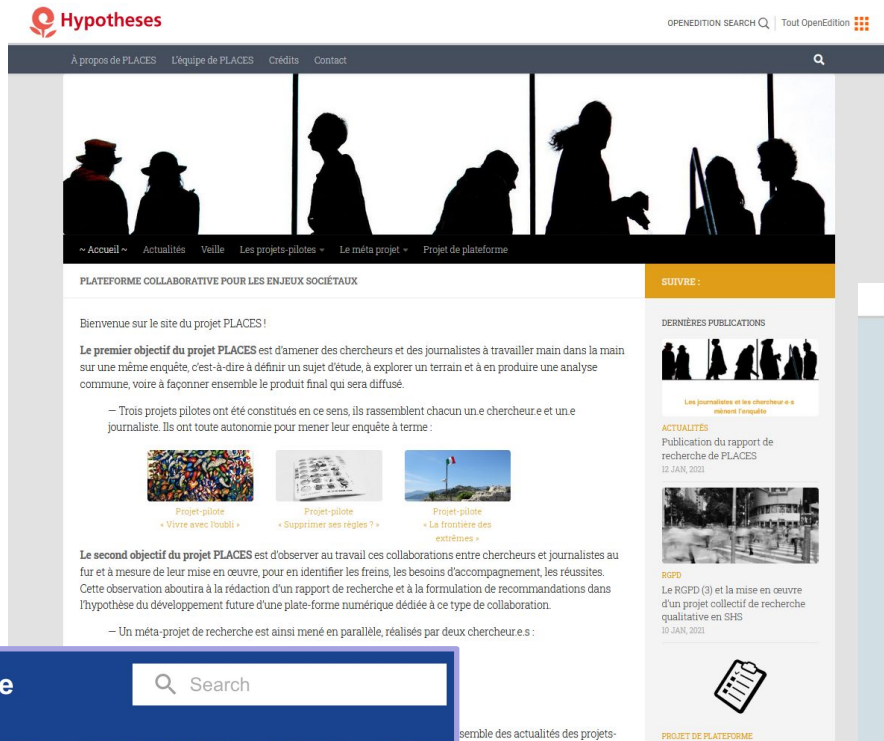 Hypotheses
OPENEDITION SEARCH
Tout OpenEdition
À propos de PLACES
L'équipe de PLACES
Crédits
Contact
~ Accueil ~
Actualités
Veille
Les projets-pilotes
Le méta projet
Projet de plateforme
PLATEFORME COLLABORATIVE POUR LES ENJEUX SOCIÉTAUX
Bienvenue sur le site du projet PLACES !
Le premier objectif du projet PLACES est d'amener des chercheurs et des journalistes à travailler main dans la main
sur une même enquête, c'est-à-dire à définir un sujet d'étude, à explorer un terrain et à en produire une analyse
commune, voire à façonner ensemble le produit final qui sera diffusé.
— Trois projets pilotes ont été constitués en ce sens, ils rassemblent chacun un.e chercheur.e et un.e
journaliste. Ils ont toute autonomie pour mener leur enquête à terme :
Projet-pilote
« Vivre avec l'oubli »
Projet-pilote
« Supprimer ses règles ? »
Projet-pilote
« La frontière des
extrêmes »
Le second objectif du projet PLACES est d'observer au travail ces collaborations entre chercheurs et journalistes au
fur et à mesure de leur mise en œuvre, pour en identifier les freins, les besoins d'accompagnement, les réussites.
Cette observation aboutira à la rédaction d'un rapport de recherche et à la formulation de recommandations dans
l'hypothèse du développement future d'une plate-forme numérique dédiée à ce type de collaboration.
— Un méta-projet de recherche est ainsi mené en parallèle, réalisés par deux chercheur.e.s :
semble des actualités des projets-
SUIVRE :
DERNIÈRES PUBLICATIONS
Les journalistes et les chercheur·e·s
mènent l'enquête
ACTUALITÉS
Publication du rapport de
recherche de PLACES
12 JAN, 2021
RGPD
Le RGPD (3) et la mise en œuvre
d'un projet collectif de recherche
qualitative en SHS
10 JAN, 2021
PROJET DE PLATEFORME
e
Search